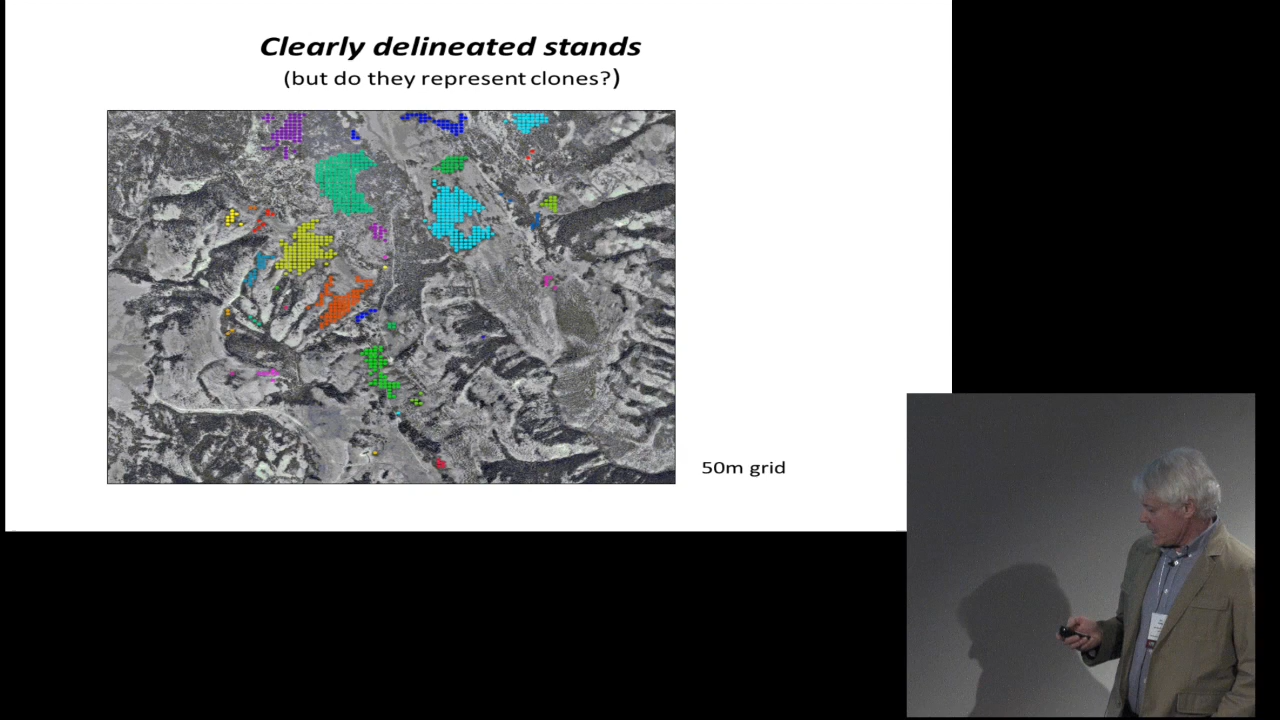 Clearly delineated stands
(but do they represent clones?)
50m grid